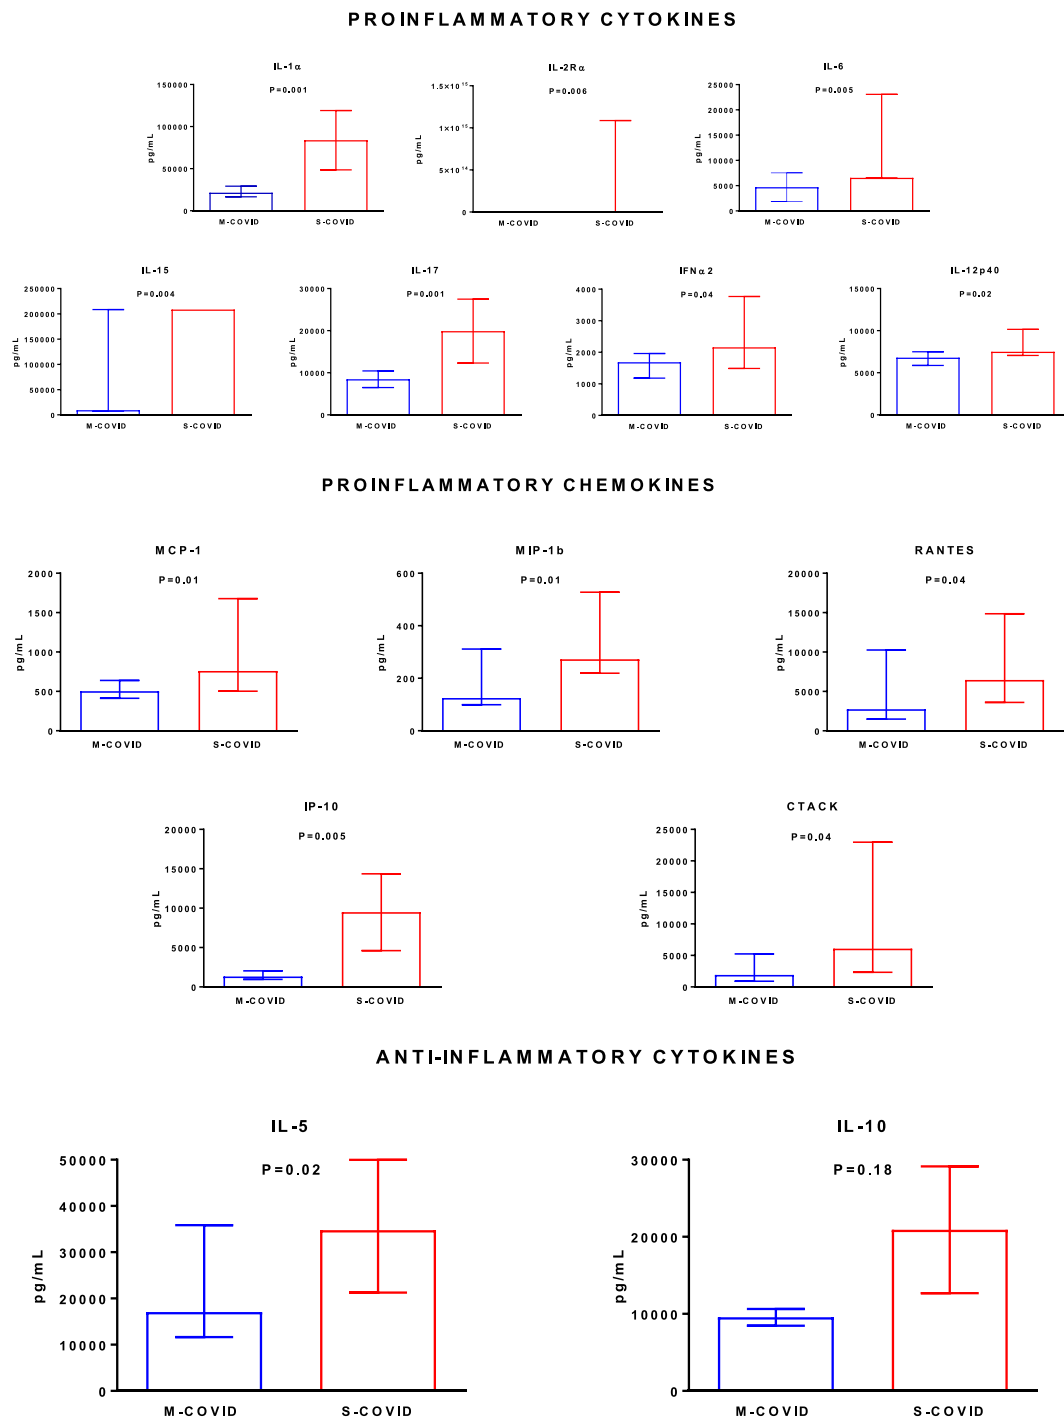 PROINFLAMMATORY CYTOKINES
IL-1α
P=0.001
150000
100000
50000
0
pg/mL
M-COVID
S-COVID
IL-2Rα
P=0.006
1.5×10^15
1×10^15
5×10^14
0
pg/mL
M-COVID
S-COVID
IL-6
P=0.005
25000
20000
15000
10000
5000
0
pg/mL
M-COVID
S-COVID
IL-15
P=0.004
250000
200000
150000
100000
50000
0
pg/mL
M-COVID
S-COVID
IL-17
P=0.001
30000
20000
10000
0
pg/mL
M-COVID
S-COVID
IFNα2
P=0.04
4000
3000
2000
1000
0
pg/mL
M-COVID
S-COVID
IL-12p40
P=0.02
15000
10000
5000
0
pg/mL
M-COVID
S-COVID
PROINFLAMMATORY CHEMOKINES
MCP-1
P=0.01
2000
1500
1000
500
0
pg/mL
M-COVID
S-COVID
MIP-1b
P=0.01
600
400
200
0
pg/mL
M-COVID
S-COVID
RANTES
P=0.04
20000
15000
10000
5000
0
pg/mL
M-COVID
S-COVID
IP-10
P=0.005
20000
15000
10000
5000
0
pg/mL
M-COVID
S-COVID
CTACK
P=0.04
25000
20000
15000
10000
5000
0
pg/mL
M-COVID
S-COVID
ANTI-INFLAMMATORY CYTOKINES
IL-5
P=0.02
50000
40000
30000
20000
10000
0
pg/mL
M-COVID
S-COVID
IL-10
P=0.18
30000
20000
10000
0
pg/mL
M-COVID
S-COVID